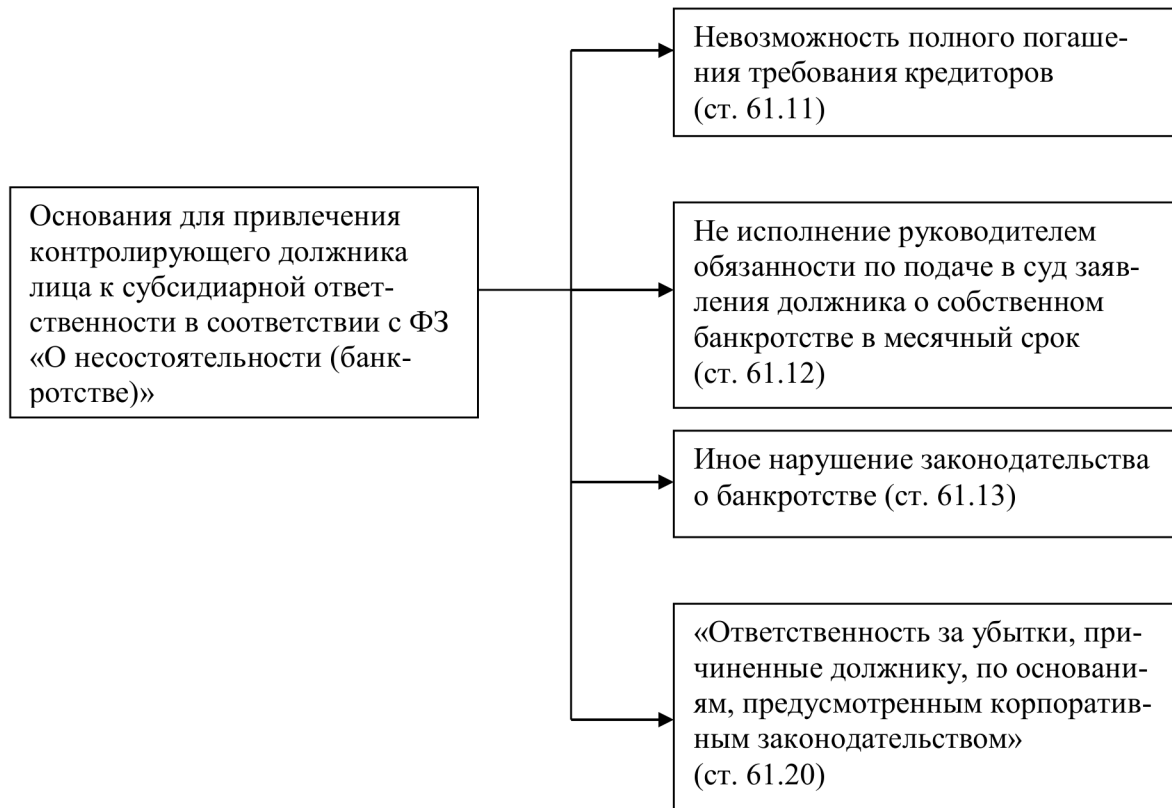 Невозможность полного погаше-
ния требования кредиторов
(ст. 61.11)
Основания для привлечения
контролирующего должника
лица к субсидиарной ответ-
ственности в соответствии с ФЗ
«О несостоятельности (банк-
ротстве)»
Не исполнение руководителем
обязанности по подаче в суд заяв-
ления должника о собственном
банкротстве в месячный срок
(ст. 61.12)
Иное нарушение законодательства
о банкротстве (ст. 61.13)
«Ответственность за убытки, при-
чиненные должнику, по основани-
ям, предусмотренным корпоратив-
ным законодательством»
(ст. 61.20)